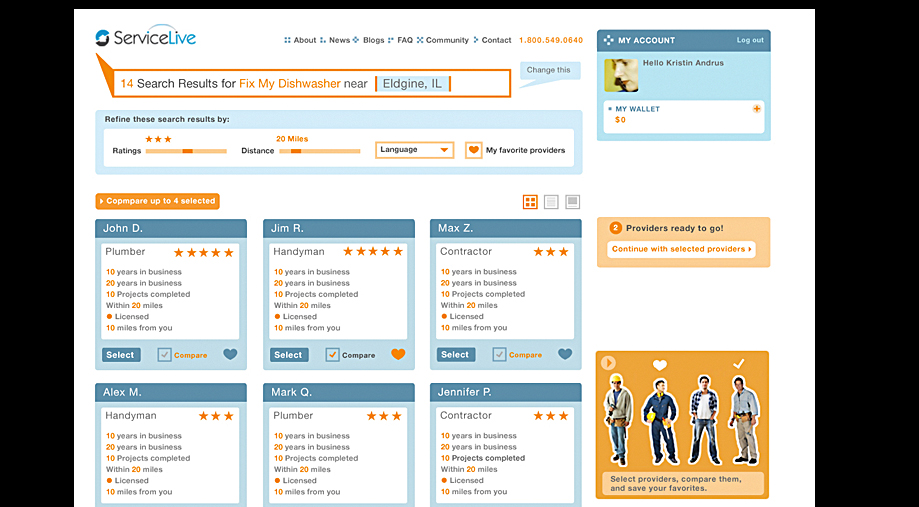 ServiceLive
About News Blogs FAQ Community Contact 1.800.549.0640
14 Search Results for Fix My Dishwasher near Eldgine, IL
Change this
MY ACCOUNT Log out
Hello Kristin Andrus
MY WALLET
$0
Refine these search results by:
Ratings
20 Miles
Distance
Language
My favorite providers
Copmpare up to 4 selected
2 Providers ready to go!
Continue with selected providers
John D.
Plumber
10 years in business
20 years in business
10 Projects completed
Within 20 miles
Licensed
10 miles from you
Select Compare
Jim R.
Handyman
10 years in business
20 years in business
10 Projects completed
Within 20 miles
Licensed
10 miles from you
Select Compare
Max Z.
Contractor
10 years in business
20 years in business
10 Projects completed
Within 20 miles
Licensed
10 miles from you
Select Compare
Alex M.
Handyman
10 years in business
20 years in business
10 Projects completed
Within 20 miles
Licensed
10 miles from you
Mark Q.
Plumber
10 years in business
20 years in business
10 Projects completed
Within 20 miles
Licensed
10 miles from you
Jennifer P.
Contractor
10 years in business
20 years in business
10 Projects completed
Within 20 miles
Licensed
10 miles from you
Select providers, compare them,
and save your favorites.